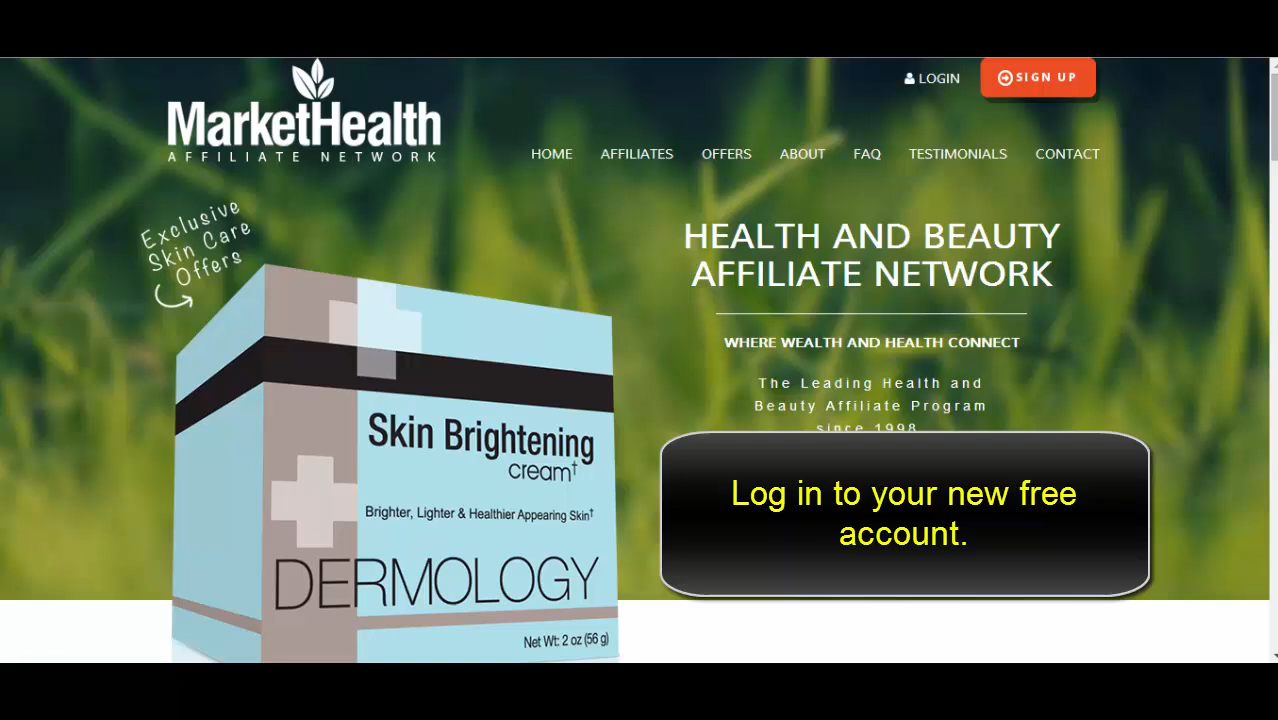 MarketHealth
AFFILIATE NETWORK
LOGIN
SIGN UP
HOME AFFILIATES OFFERS ABOUT FAQ TESTIMONIALS CONTACT
Exclusive
Skin Care
Offers
HEALTH AND BEAUTY
AFFILIATE NETWORK
WHERE WEALTH AND HEALTH CONNECT
The Leading Health and
Beauty Affiliate Program
since 1998
Log in to your new free
account.
Skin Brightening
cream†
Brighter, Lighter & Healthier Appearing Skin†
DERMOLOGY
Net Wt: 2 oz (56 g)